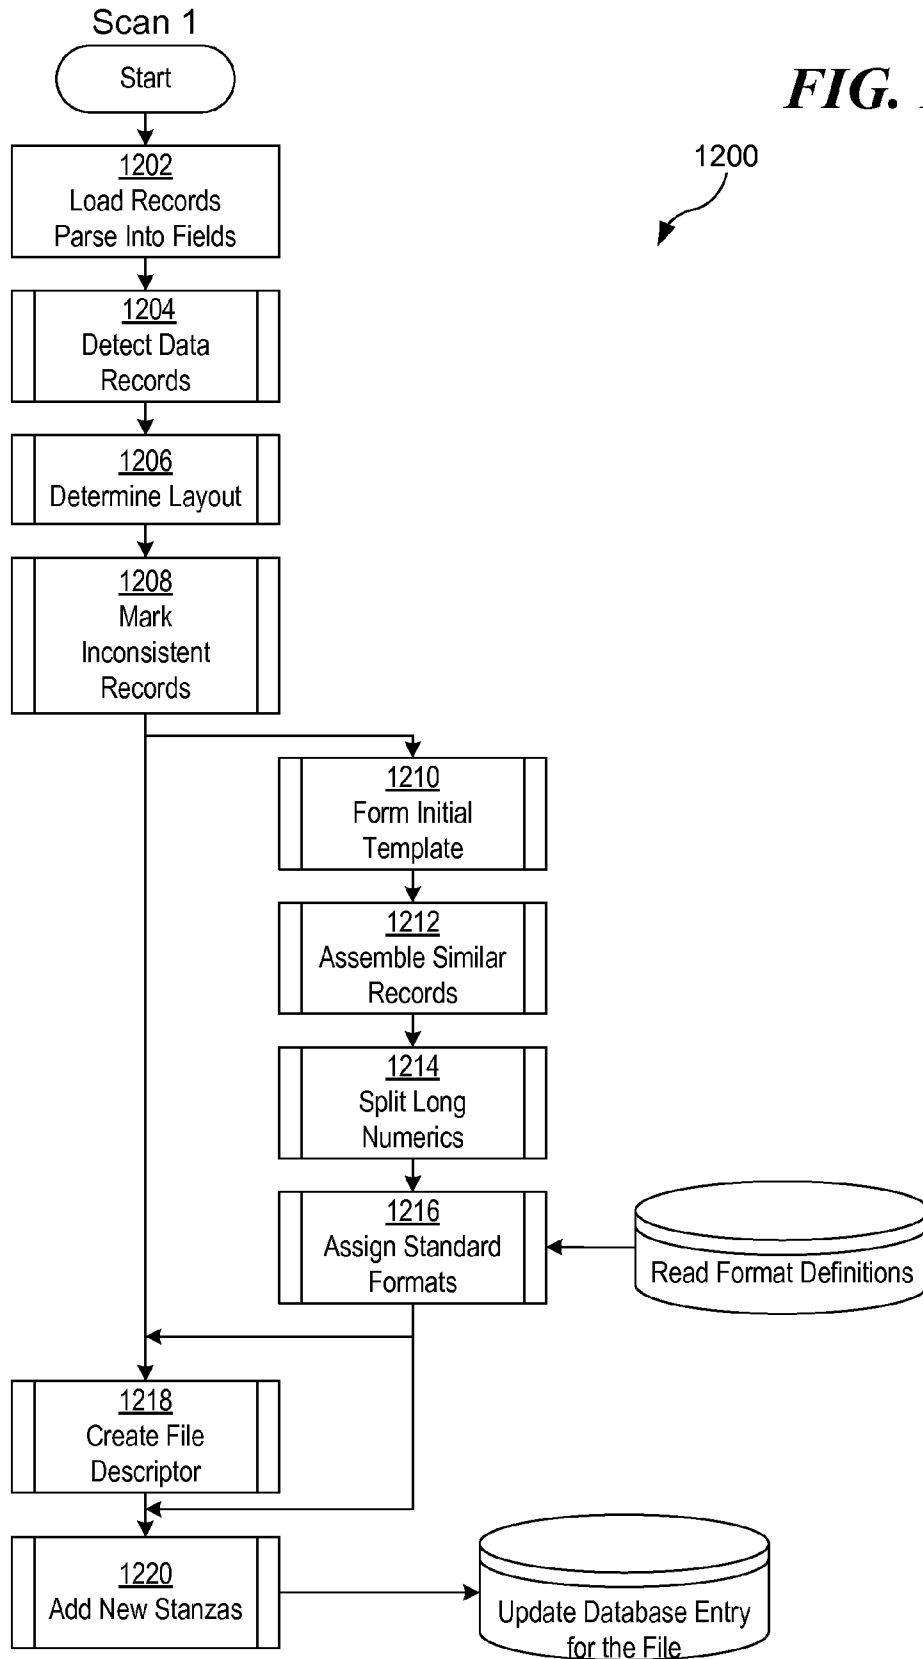 Scan 1
Start
FIG.
1200
1202
Load Records
Parse Into Fields
1204
Detect Data
Records
1206
Determine Layout
1208
Mark
Inconsistent
Records
1210
Form Initial
Template
1212
Assemble Similar
Records
1214
Split Long
Numerics
1216
Assign Standard
Formats
Read Format Definitions
1218
Create File
Descriptor
1220
Add New Stanzas
Update Database Entry
for the File